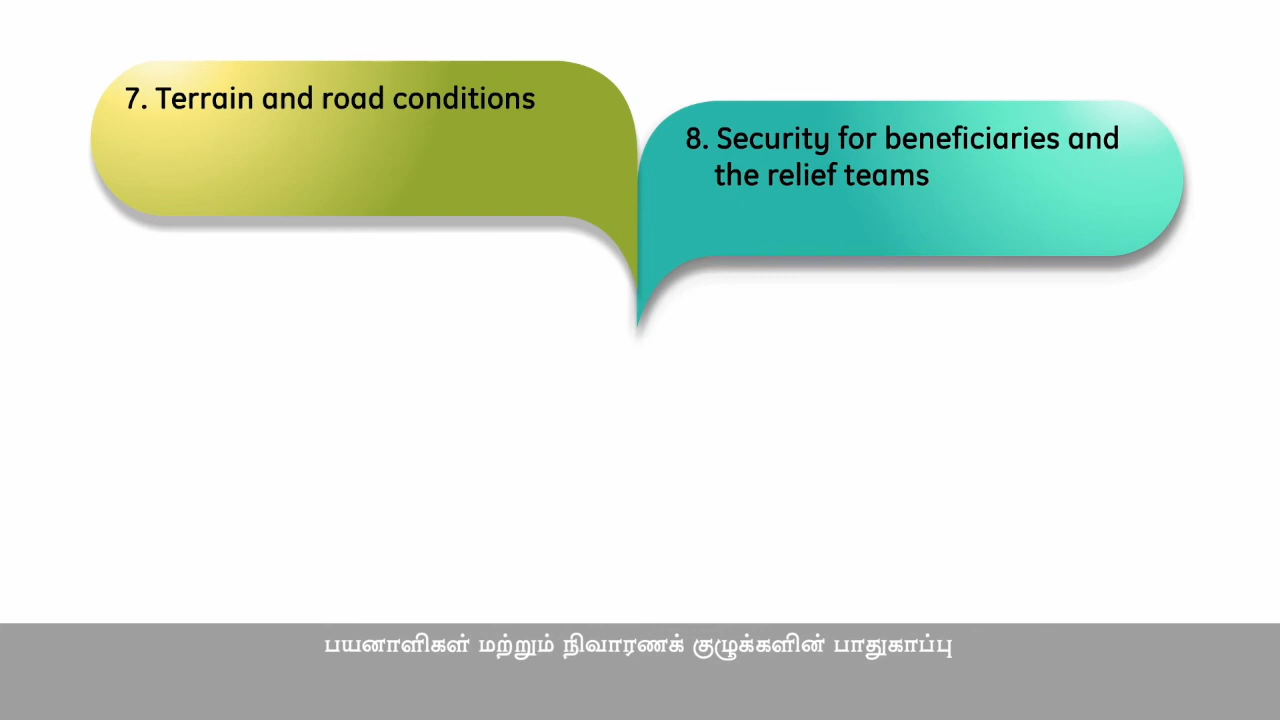 7. Terrain and road conditions
8. Security for beneficiaries and
the relief teams
பயனாளிகள் மற்றும் நிவாரணக் குழுக்களின் பாதுகாப்பு